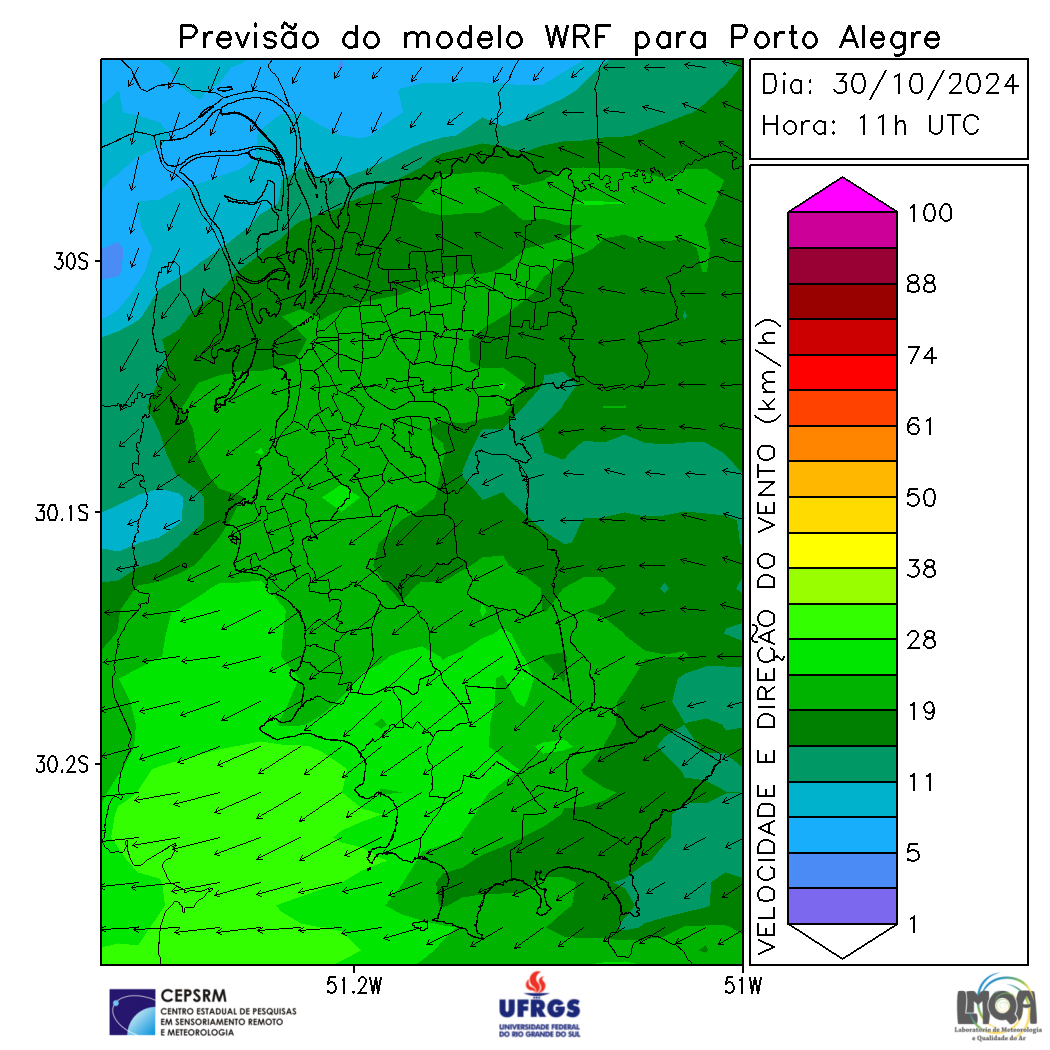 Previsão do modelo WRF para Porto Alegre
Dia: 30/10/2024
Hora: 11h UTC
30S
30.1S
30.2S
51.2W
51W
VELOCIDADE E DIREÇÃO DO VENTO (km/h)
100
88
74
61
50
38
28
19
11
5
1
CEPSRM
CENTRO ESTADUAL DE PESQUISAS
EM SENSORIAMENTO REMOTO
E METEOROLOGIA
UFRGS
UNIVERSIDADE FEDERAL
DO RIO GRANDE DO SUL
LMQA
Laboratório de Meteorologia
e Qualidade do Ar